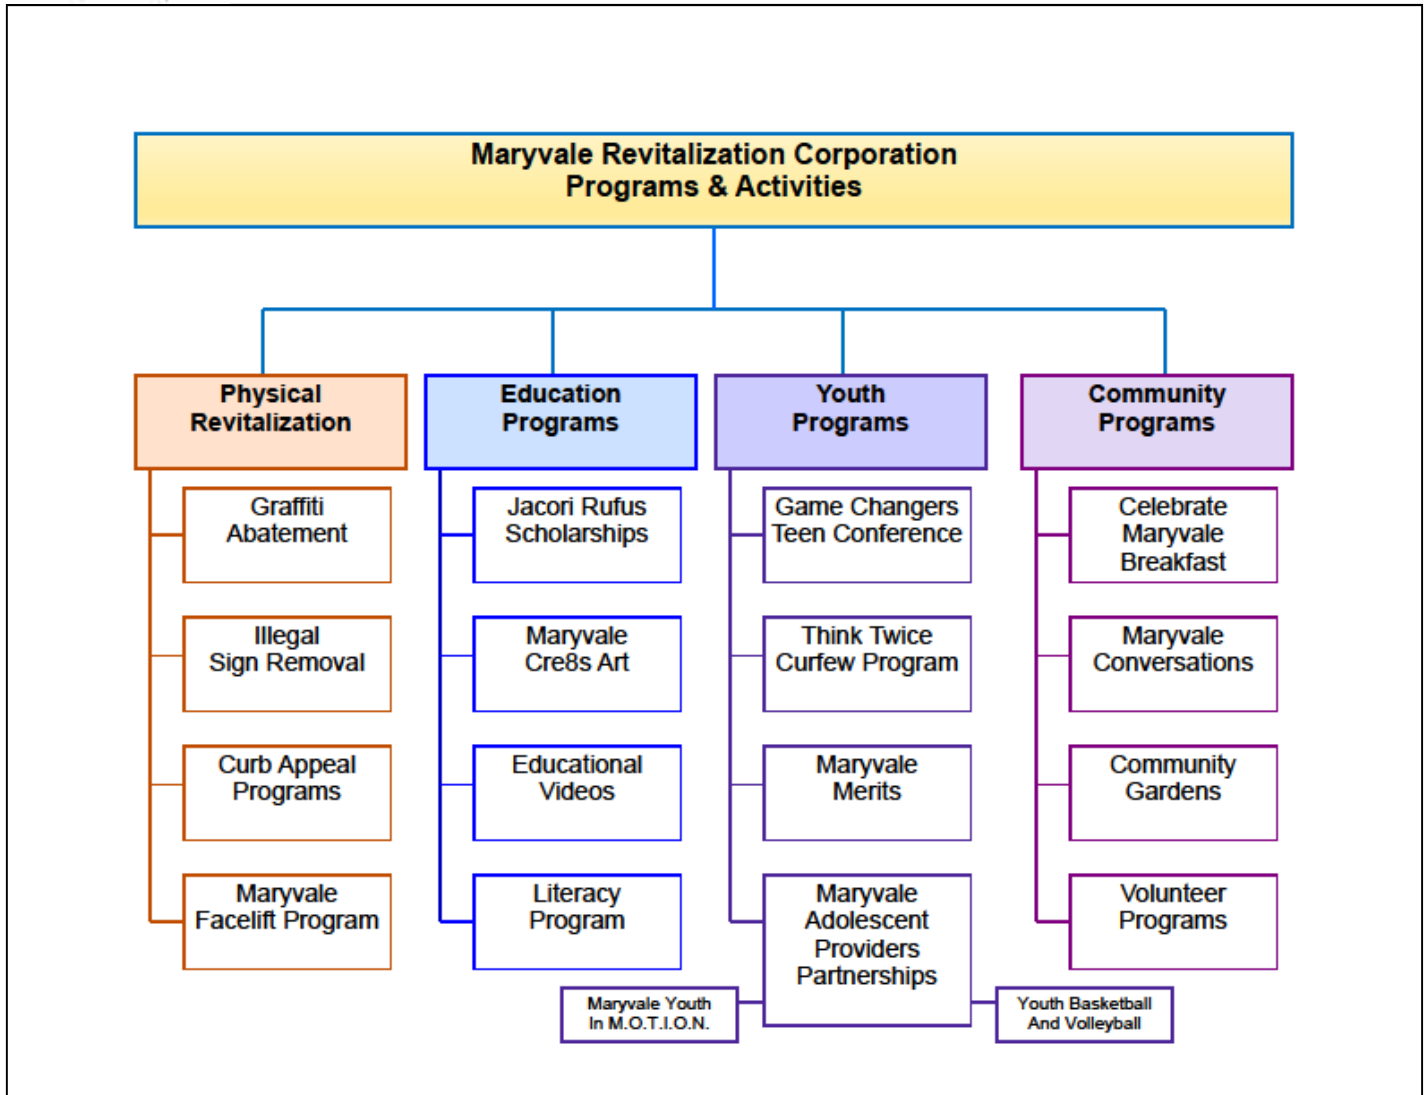 Maryvale Revitalization Corporation
Programs & Activities
Physical
Revitalization
Graffiti
Abatement
Illegal
Sign Removal
Curb Appeal
Programs
Maryvale
Facelift Program
Education
Programs
Jacori Rufus
Scholarships
Maryvale
Cre8s Art
Educational
Videos
Literacy
Program
Youth
Programs
Game Changers
Teen Conference
Think Twice
Curfew Program
Maryvale
Merits
Maryvale
Adolescent
Providers
Partnerships
Maryvale Youth
In M.O.T.I.O.N.
Youth Basketball
And Volleyball
Community
Programs
Celebrate
Maryvale
Breakfast
Maryvale
Conversations
Community
Gardens
Volunteer
Programs